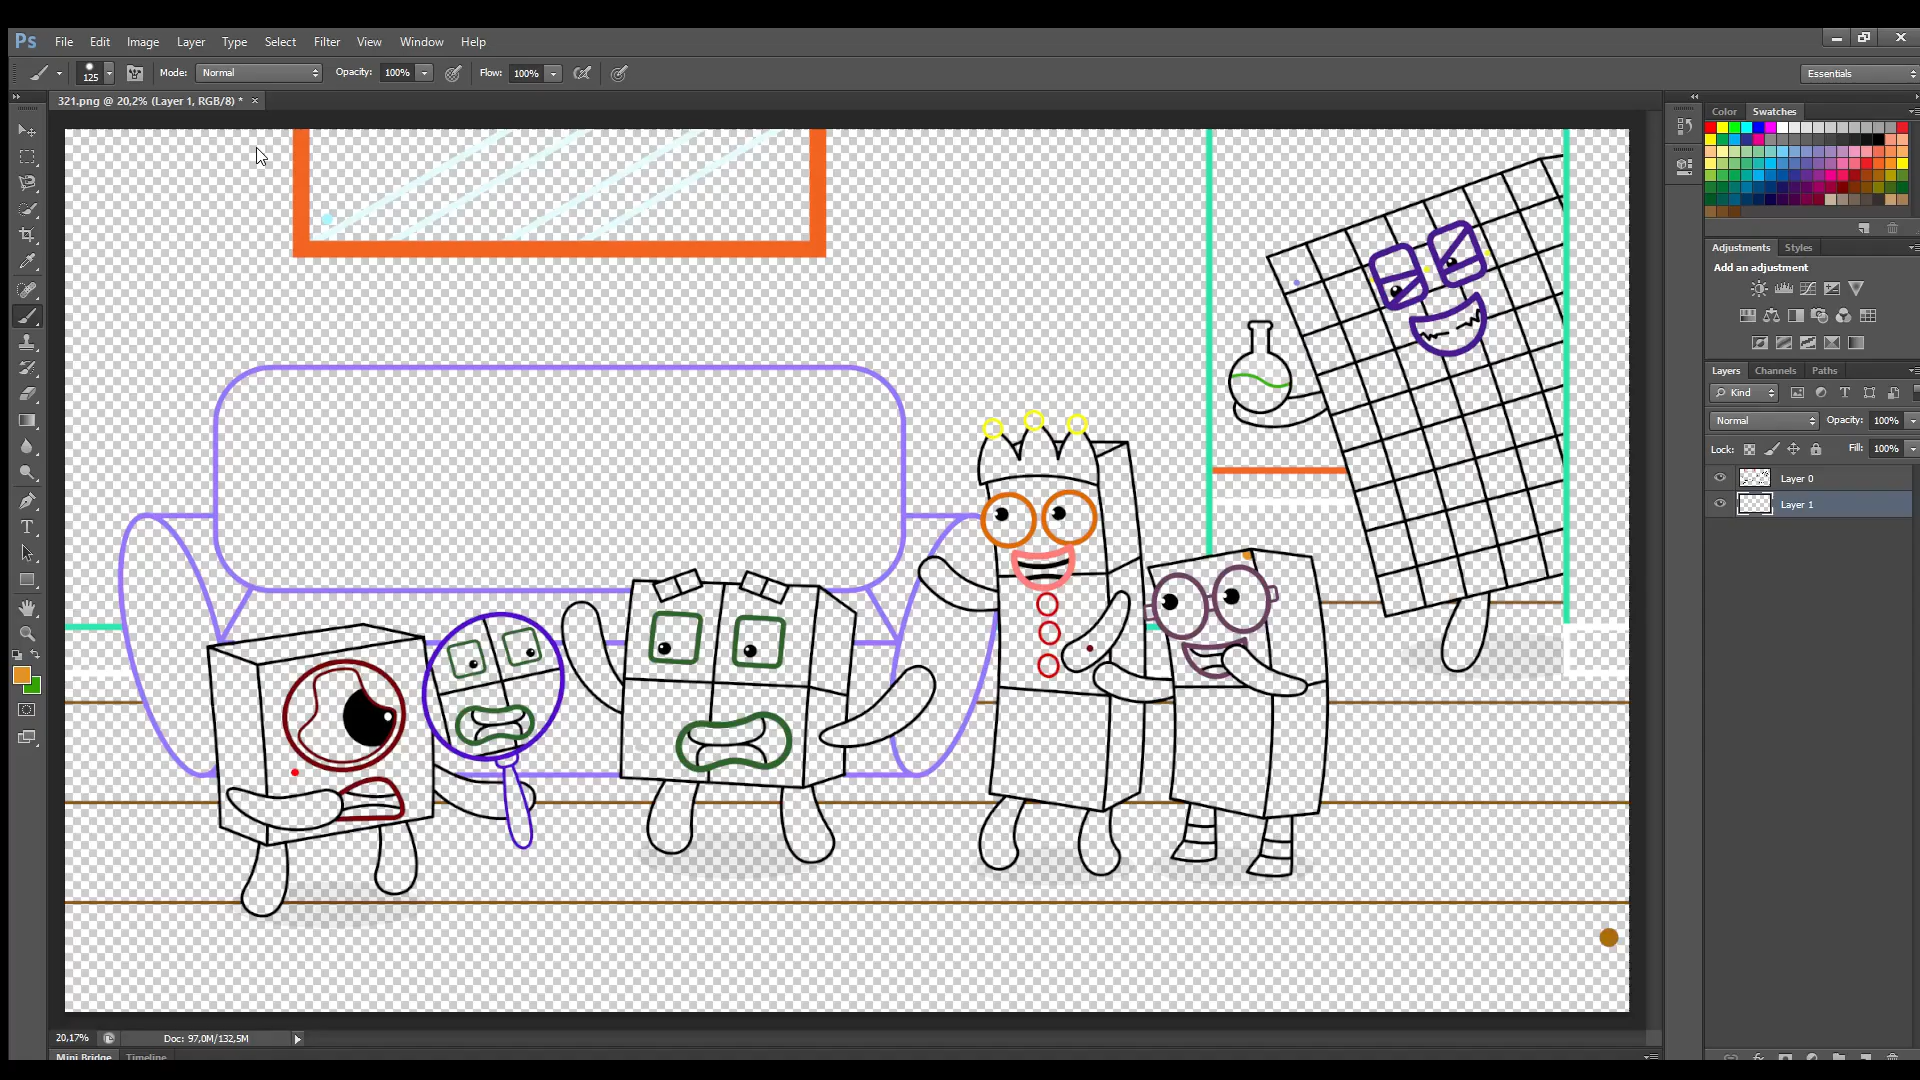 Ps File Edit Image Layer Type Select Filter View Window Help
125 Mode: Normal Opacity: 100% Flow: 100% Essentials
321.png @ 20,2% (Layer 1, RGB/8) * ×
Color Swatches
Adjustments Styles
Add an adjustment
Layers Channels Paths
Kind
Normal Opacity: 100%
Lock: Fill: 100%
Layer 0
Layer 1
20,17% Doc: 97,0M/132,5M
Mini Bridge Timeline